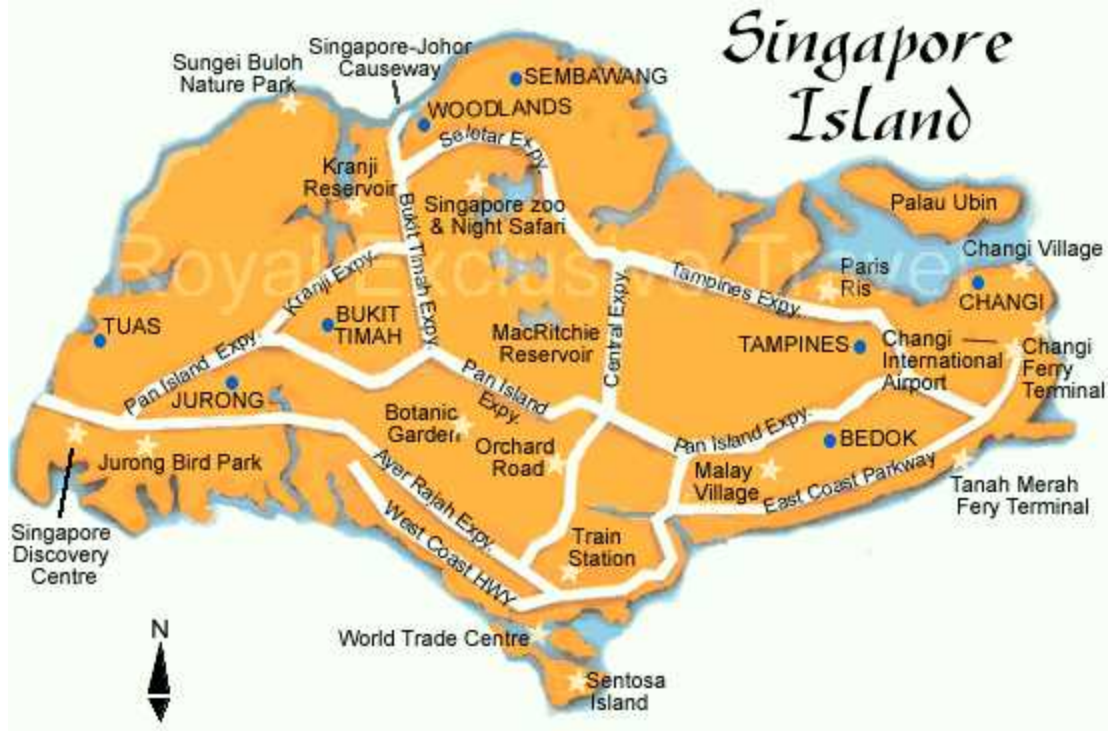 Singapore
Island
Singapore-Johor
Causeway
Sungei Buloh
Nature Park
SEMBAWANG
WOODLANDS
Seletar Expy.
Kranji
Reservoir
Singapore zoo
& Night Safari
Palau Ubin
Bukit Timah Expy.
Changi Village
Royal Exclusive Travel
Kranji Expy.
Tampines Expy.
Paris
Ris
CHANGI
TUAS
BUKIT
TIMAH
MacRitchie
Reservoir
Central Expy.
TAMPINES
Changi
International
Airport
Changi
Ferry
Terminal
Pan Island Expy.
JURONG
Pan Island
Expy.
Botanic
Garden
Orchard
Road
Pan Island Expy.
BEDOK
Jurong Bird Park
Ayer Rajah Expy.
Malay
Village
East Coast Parkway
Tanah Merah
Fery Terminal
Singapore
Discovery
Centre
West Coast HWY
Train
Station
N
World Trade Centre
Sentosa
Island